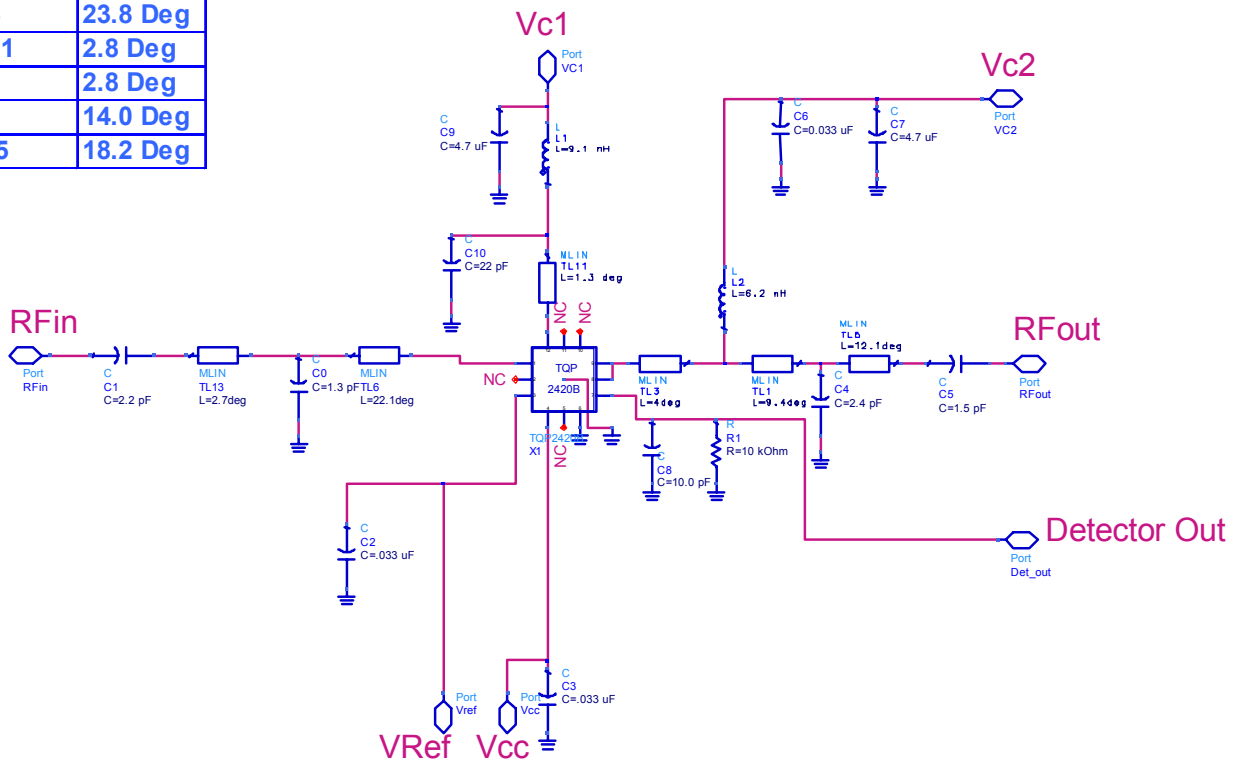 23.8 Deg
1
2.8 Deg
2.8 Deg
14.0 Deg
5
18.2 Deg
Vc1
Port
VC1
Vc2
Port
VC2
C
C9
C=4.7 uF
L
L1
L=9.1 nH
C
C6
C=0.033 uF
C
C7
C=4.7 uF
C
C10
C=22 pF
MLIN
TL11
L=1.3 deg
L
L2
L=6.2 nH
NC
NC
RFin
Port
RFin
C
C1
C=2.2 pF
MLIN
TL13
L=2.7deg
C
C0
C=1.3 pF
MLIN
TL6
L=22.1deg
NC
TQP
2420B
TQP2420B
X1
NC
MLIN
TL3
L=4deg
MLIN
TL1
L=9.4deg
C
C4
C=2.4 pF
MLIN
L=12.1deg
C
C5
C=1.5 pF
RFout
Port
RFout
C
C8
C=10.0 pF
R
R1
R=10 kOhm
Detector Out
Port
Det_out
C
C2
C=.033 uF
C
C3
C=.033 uF
Port
Vref
VRef
Port
Vcc
Vcc